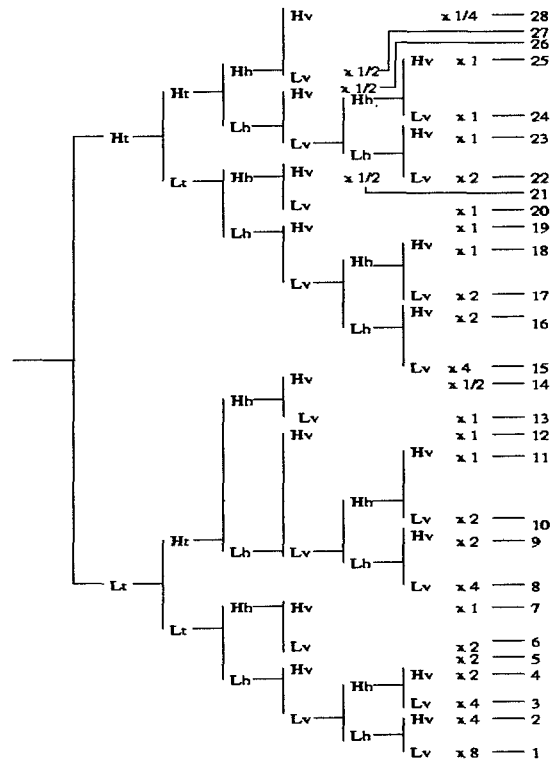 Hv x 1/4 28
27
26
Hv x 1 25
Hh x 1/2
Lv x 1/2
Ht Hv Hh
Lv x 1 24
Ht Lh Hv x 1 23
Lv Lh
Hv
Lt Hh x 1/2 Lv x 2 22
21
Lv x 1 20
Lh Hv x 1 19
Hv x 1 18
Hh
Lv Lv x 2 17
Hv x 2 16
Lh
Lv x 4 15
Hv x 1/2 14
Hh
Lv x 1 13
Hv x 1 12
Hv x 1 11
Hh
Lv x 2 10
Ht Hv x 2 9
Lh Lv Lh
Lt Lv x 4 8
Hh Hv x 1 7
Lt
Lv x 2 6
x 2 5
Lh Hv Hv x 2 4
Hh
Lv x 4 3
Lv Hv x 4 2
Lh
Lv x 8 1